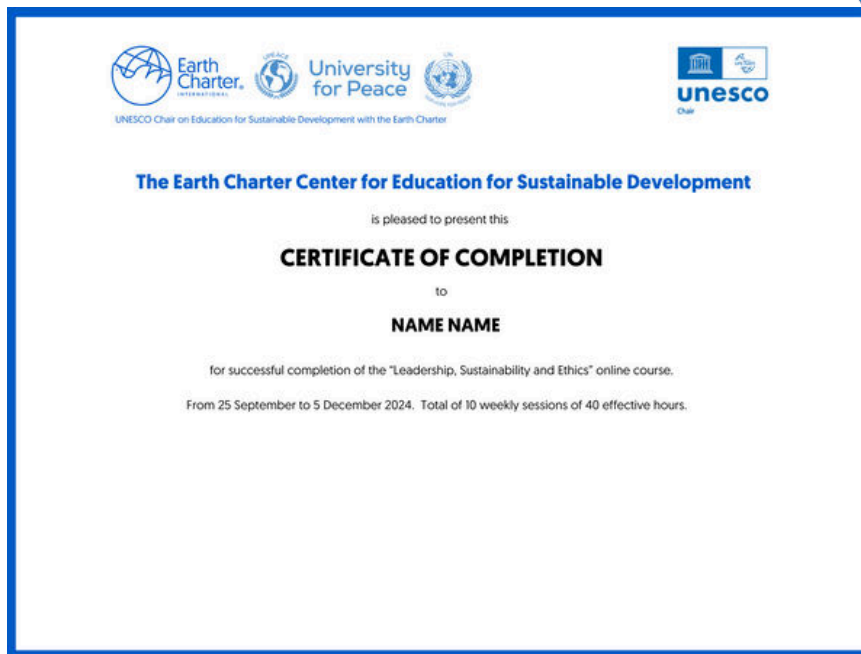 Earth
Charter®
INTERNATIONAL
UPEACE
University
for Peace
UN
UNESCO Chair on Education for Sustainable Development with the Earth Charter
unesco
Chair
The Earth Charter Center for Education for Sustainable Development
is pleased to present this
CERTIFICATE OF COMPLETION
to
NAME NAME
for successful completion of the “Leadership, Sustainability and Ethics” online course.
From 25 September to 5 December 2024. Total of 10 weekly sessions of 40 effective hours.